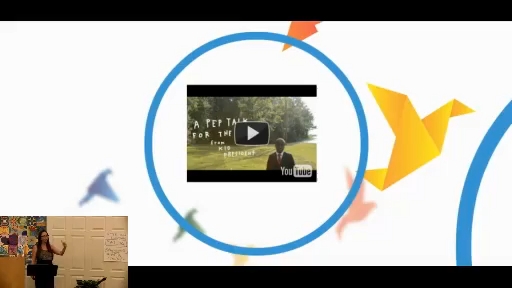 A PEP TALK
FOR THE
from
KID
PRESIDENT
YouTube